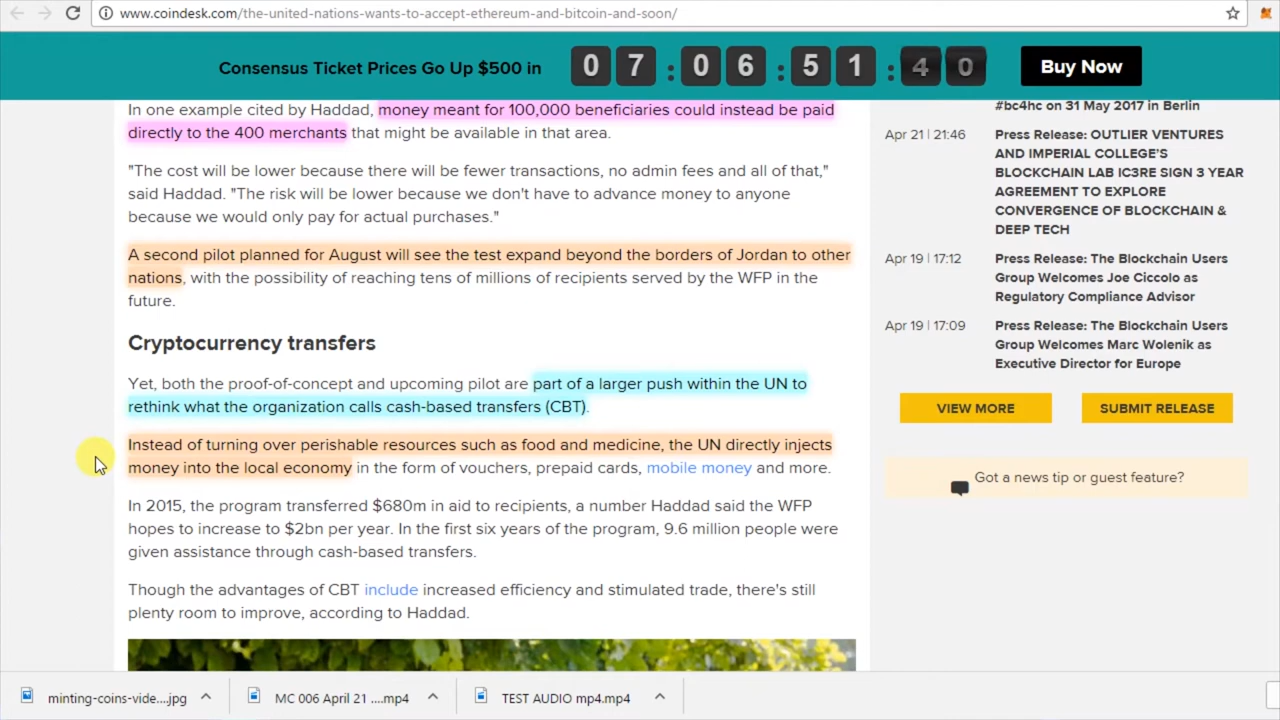 www.coindesk.com/the-united-nations-wants-to-accept-ethereum-and-bitcoin-and-soon/
Consensus Ticket Prices Go Up $500 in
07 : 06 : 51 : 40
Buy Now
In one example cited by Haddad, money meant for 100,000 beneficiaries could instead be paid
directly to the 400 merchants that might be available in that area.
"The cost will be lower because there will be fewer transactions, no admin fees and all of that,"
said Haddad. "The risk will be lower because we don't have to advance money to anyone
because we would only pay for actual purchases."
A second pilot planned for August will see the test expand beyond the borders of Jordan to other
nations, with the possibility of reaching tens of millions of recipients served by the WFP in the
future.
Cryptocurrency transfers
Yet, both the proof-of-concept and upcoming pilot are part of a larger push within the UN to
rethink what the organization calls cash-based transfers (CBT).
Instead of turning over perishable resources such as food and medicine, the UN directly injects
money into the local economy in the form of vouchers, prepaid cards, mobile money and more.
In 2015, the program transferred $680m in aid to recipients, a number Haddad said the WFP
hopes to increase to $2bn per year. In the first six years of the program, 9.6 million people were
given assistance through cash-based transfers.
Though the advantages of CBT include increased efficiency and stimulated trade, there's still
plenty room to improve, according to Haddad.
#bc4hc on 31 May 2017 in Berlin
Apr 21 | 21:46
Press Release: OUTLIER VENTURES
AND IMPERIAL COLLEGE'S
BLOCKCHAIN LAB IC3RE SIGN 3 YEAR
AGREEMENT TO EXPLORE
CONVERGENCE OF BLOCKCHAIN &
DEEP TECH
Apr 19 | 17:12
Press Release: The Blockchain Users
Group Welcomes Joe Ciccolo as
Regulatory Compliance Advisor
Apr 19 | 17:09
Press Release: The Blockchain Users
Group Welcomes Marc Wolenik as
Executive Director for Europe
VIEW MORE
SUBMIT RELEASE
Got a news tip or guest feature?
minting-coins-vide....jpg
MC 006 April 21 ....mp4
TEST AUDIO mp4.mp4